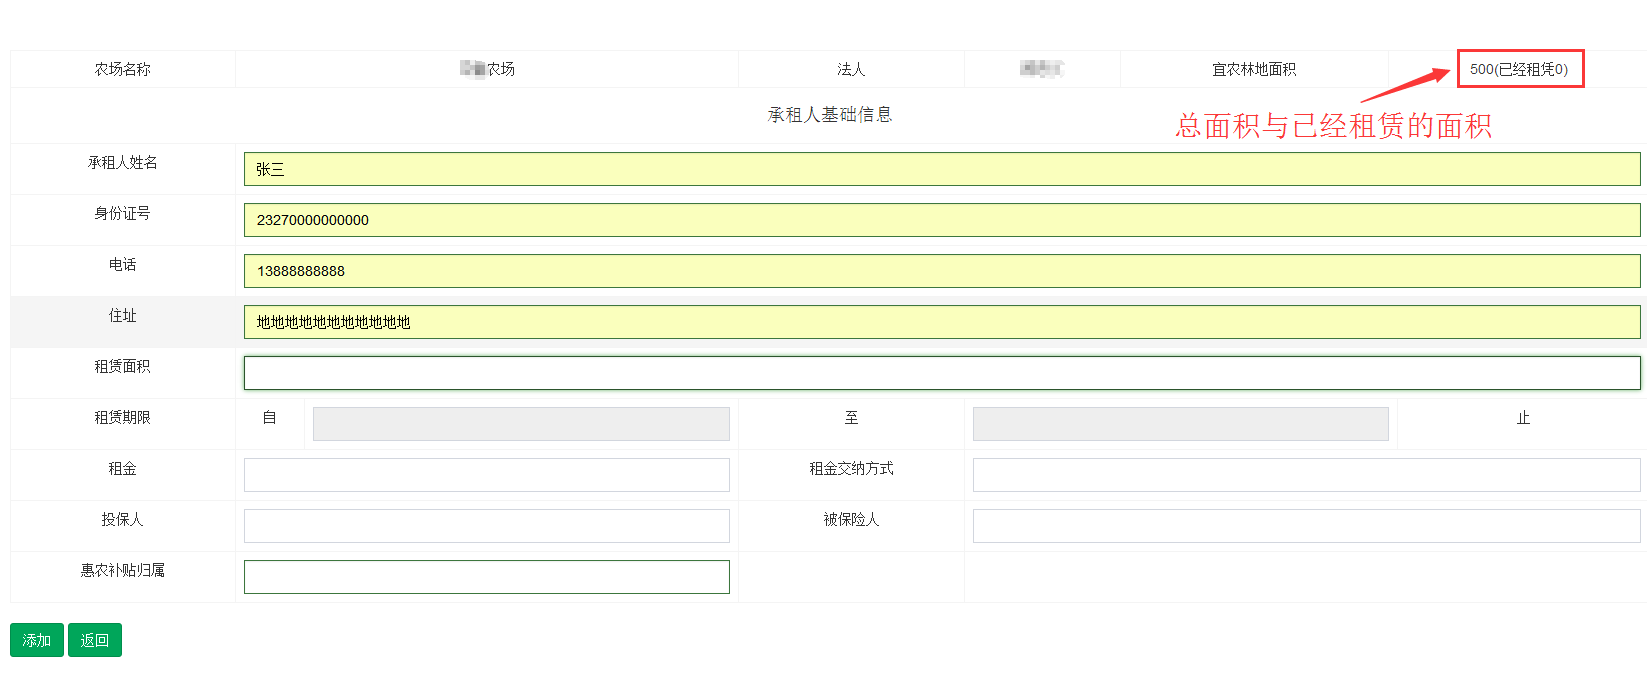 农场名称 农场 法人 宜农林地面积 500(已经租凭0)
承租人基础信息
总面积与已经租赁的面积
承租人姓名 张三
身份证号 23270000000000
电话 13888888888
住址 地地地地地地地地地地地
租赁面积
租赁期限 自 至 止
租金 租金交纳方式
投保人 被保险人
惠农补贴归属
添加 返回